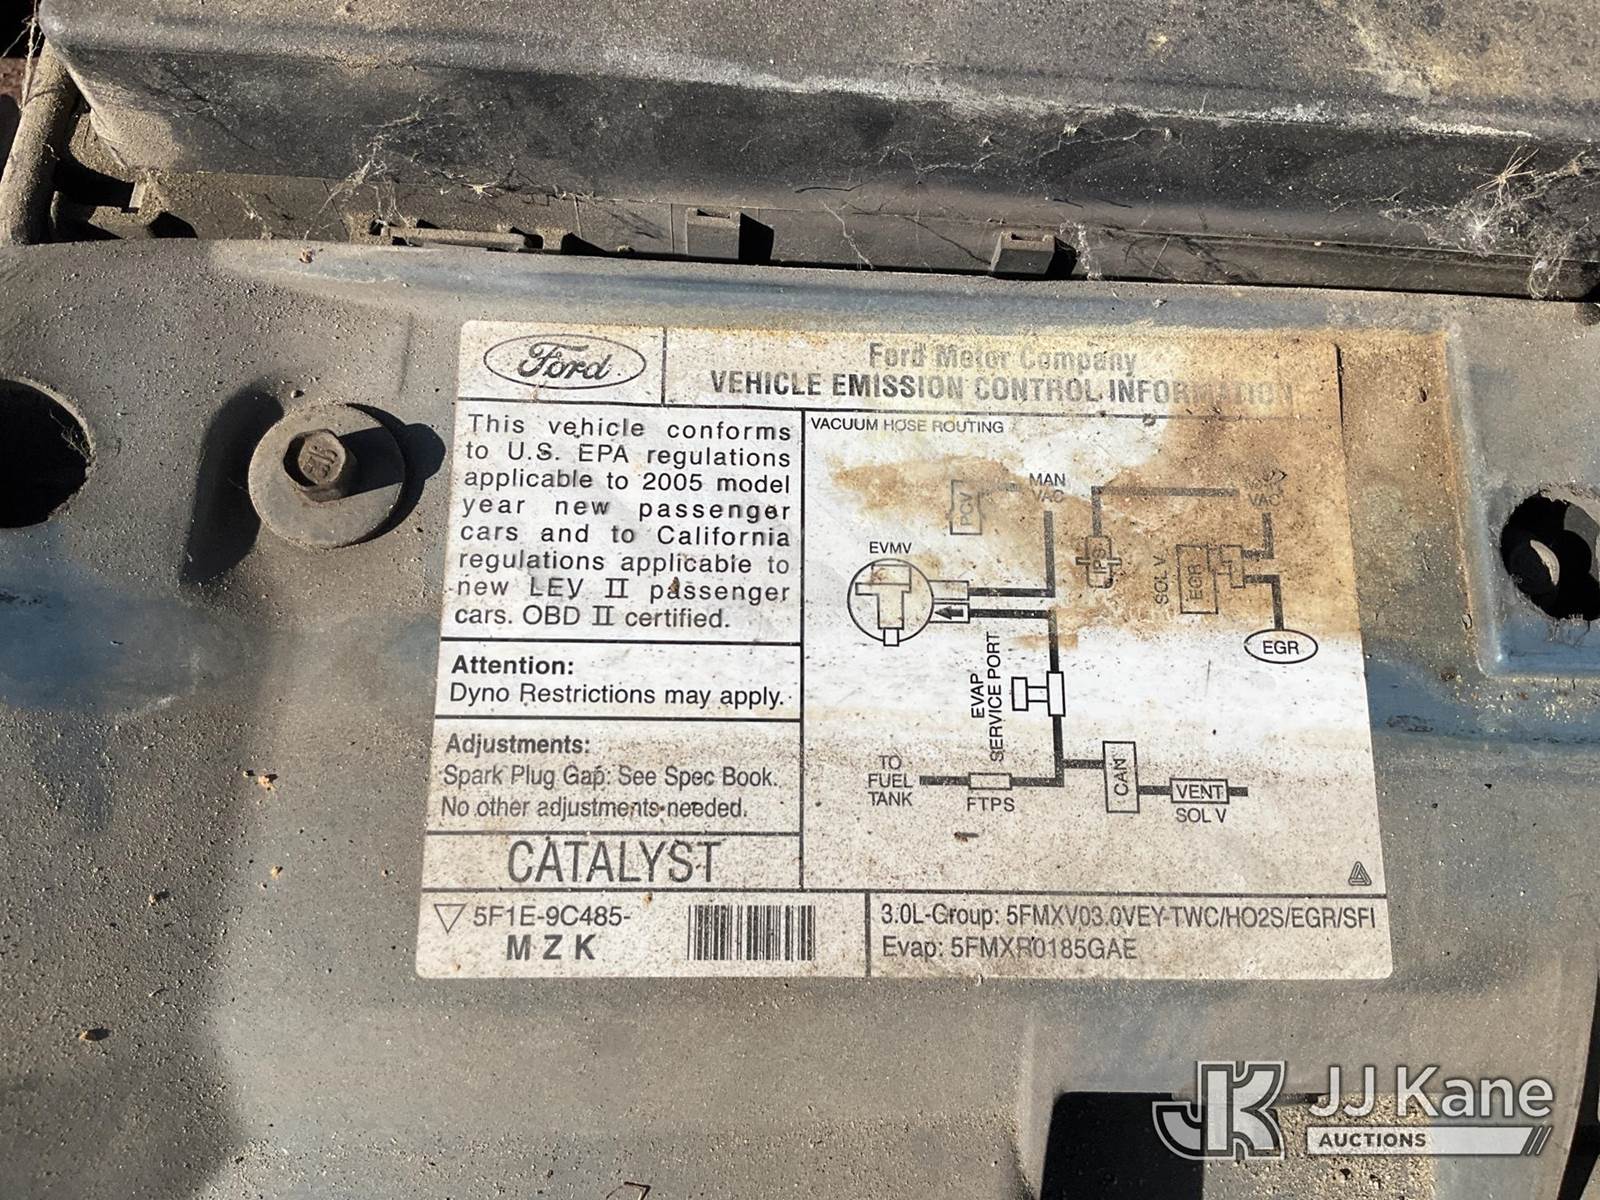 Ford
Ford Motor Company
VEHICLE EMISSION CONTROL INFORMATION
This vehicle conforms
to U.S. EPA regulations
applicable to 2005 model
year new passenger
cars and to California
regulations applicable to
new LEV II passenger
cars. OBD II certified.
Attention:
Dyno Restrictions may apply.
Adjustments:
Spark Plug Gap: See Spec Book.
No other adjustments needed.
CATALYST
VACUUM HOSE ROUTING
PCV
MAN
VAC
VAC
EVMV
SOL V
EGR
EGR
EVAP
SERVICE PORT
TO
FUEL
TANK
FTPS
CAN
VENT
SOL V
5F1E-9C485-
MZK
3.0L-Group: 5FMXV03.0VEY-TWC/HO2S/EGR/SFI
Evap: 5FMXR0185GAE
JK JJ Kane
AUCTIONS